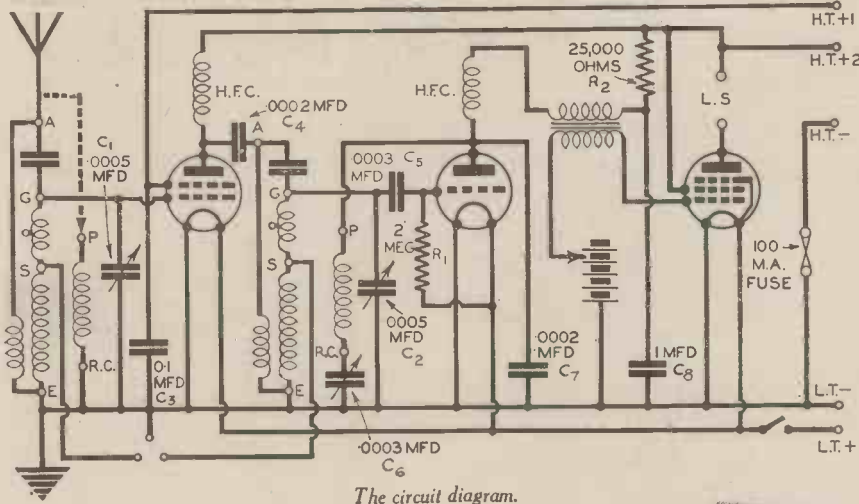 H.T.+1
H.T.+2
H.T.-
25,000
OHMS
R2
H.F.C.
H.F.C.
L.S
.0002 MFD
C4
A
A
C1
.0005
MFD
.0003
MFD
C5
G
G
P
P
2
MEG
R1
S
S
100
M.A.
FUSE
.0005
MFD
C2
R.C.
R.C.
0.1
MFD
C3
E
E
.0002
MFD
C7
1 MFD
C8
L.T.-
L.T.+
.0003 MFD
C6
The circuit diagram.